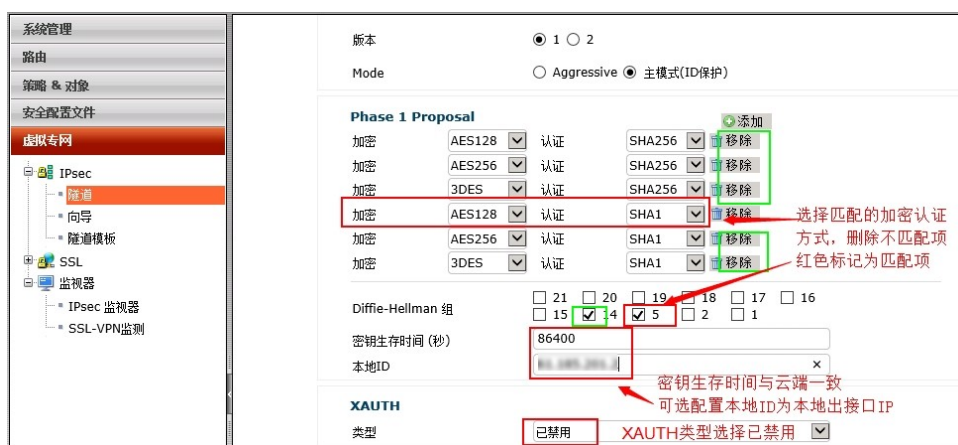 系统管理
路由
策略 & 对象
安全配置文件
虚拟专网
IPsec
隧道
向导
隧道模板
SSL
监视器
IPsec 监视器
SSL-VPN监测
版本 1 2
Mode Aggressive 主模式(ID保护)
Phase 1 Proposal
添加
加密 AES128 认证 SHA256 移除
加密 AES256 认证 SHA256 移除
加密 3DES 认证 SHA256 移除
加密 AES128 认证 SHA1 移除
加密 AES256 认证 SHA1 移除
加密 3DES 认证 SHA1 移除
选择匹配的加密认证
方式，删除不匹配项
红色标记为匹配项
Diffie-Hellman 组
21 20 19 18 17 16
15 14 5 2 1
密钥生存时间 (秒) 86400
本地ID
密钥生存时间与云端一致
可选配置本地ID为本地出接口IP
XAUTH
类型 已禁用 XAUTH类型选择已禁用